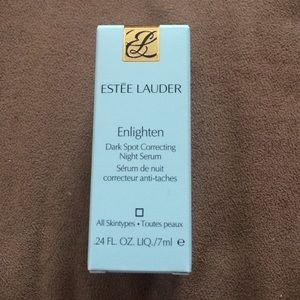 EL
ESTĒE LAUDER
Enlighten
Dark Spot Correcting
Night Serum
Sérum de nuit
correcteur anti-taches
All Skintypes • Toutes peaux
.24 FL. OZ. LIQ./7ml e